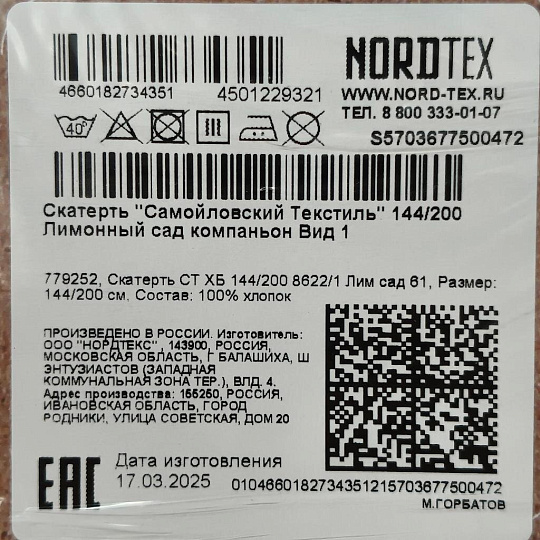 NORDTEX
4660182734351
4501229321
WWW.NORD-TEX.RU
ТЕЛ. 8 800 333-01-07
40°
S5703677500472
Скатерть "Самойловский Текстиль" 144/200
Лимонный сад компаньон Вид 1
779252, Скатерть СТ ХБ 144/200 8622/1 Лим сад 61, Размер:
144/200 см. Состав: 100% хлопок
ПРОИЗВЕДЕНО В РОССИИ. Изготовитель:
ООО "НОРДТЕКС" , 143900, РОССИЯ,
МОСКОВСКАЯ ОБЛАСТЬ, Г БАЛАШИХА, Ш
ЭНТУЗИАСТОВ (ЗАПАДНАЯ
КОММУНАЛЬНАЯ ЗОНА ТЕР.), ВЛД. 4.
Адрес производства: 155250, РОССИЯ,
ИВАНОВСКАЯ ОБЛАСТЬ, ГОРОД
РОДНИКИ, УЛИЦА СОВЕТСКАЯ, ДОМ 20
EAC
Дата изготовления
17.03.2025
0104660182734351215703677500472
М.ГОРБАТОВ